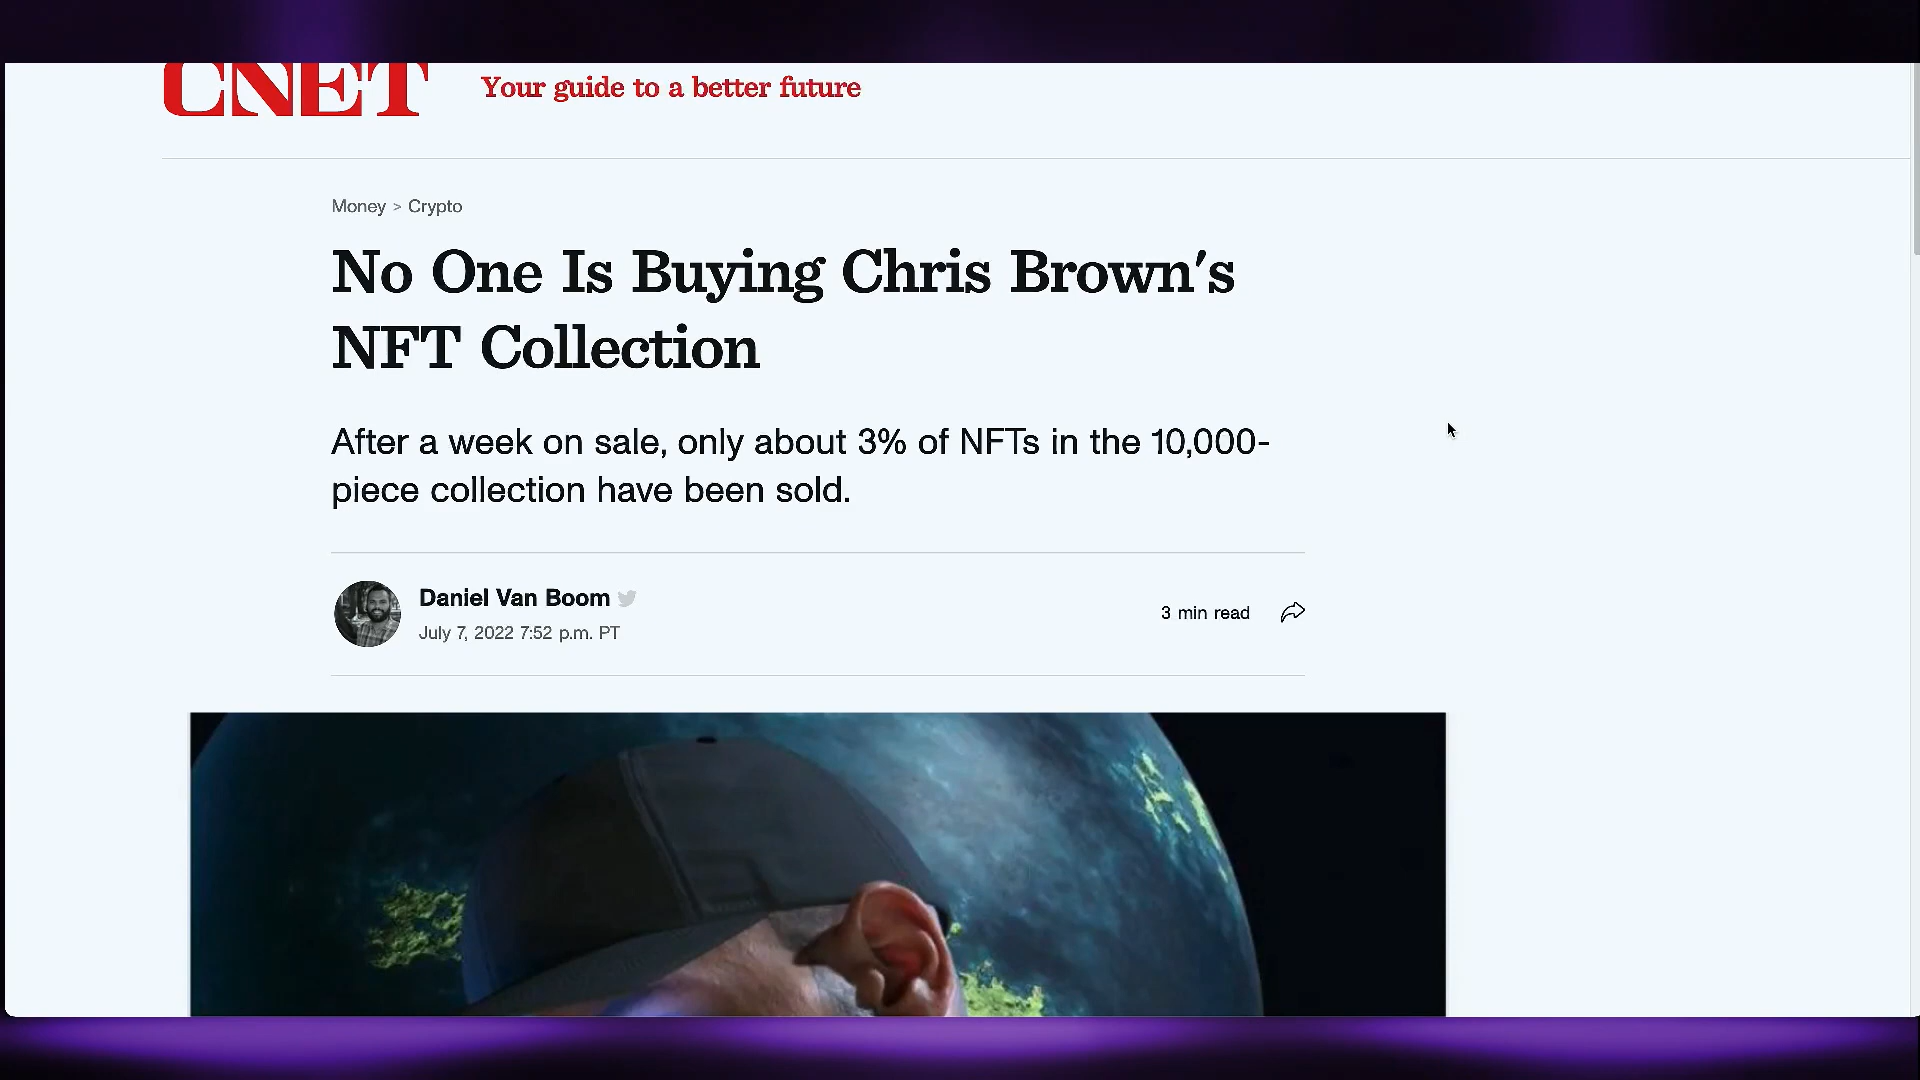 CNET
Your guide to a better future
Money > Crypto
No One Is Buying Chris Brown's
NFT Collection
After a week on sale, only about 3% of NFTs in the 10,000-
piece collection have been sold.
Daniel Van Boom
3 min read
July 7, 2022 7:52 p.m. PT